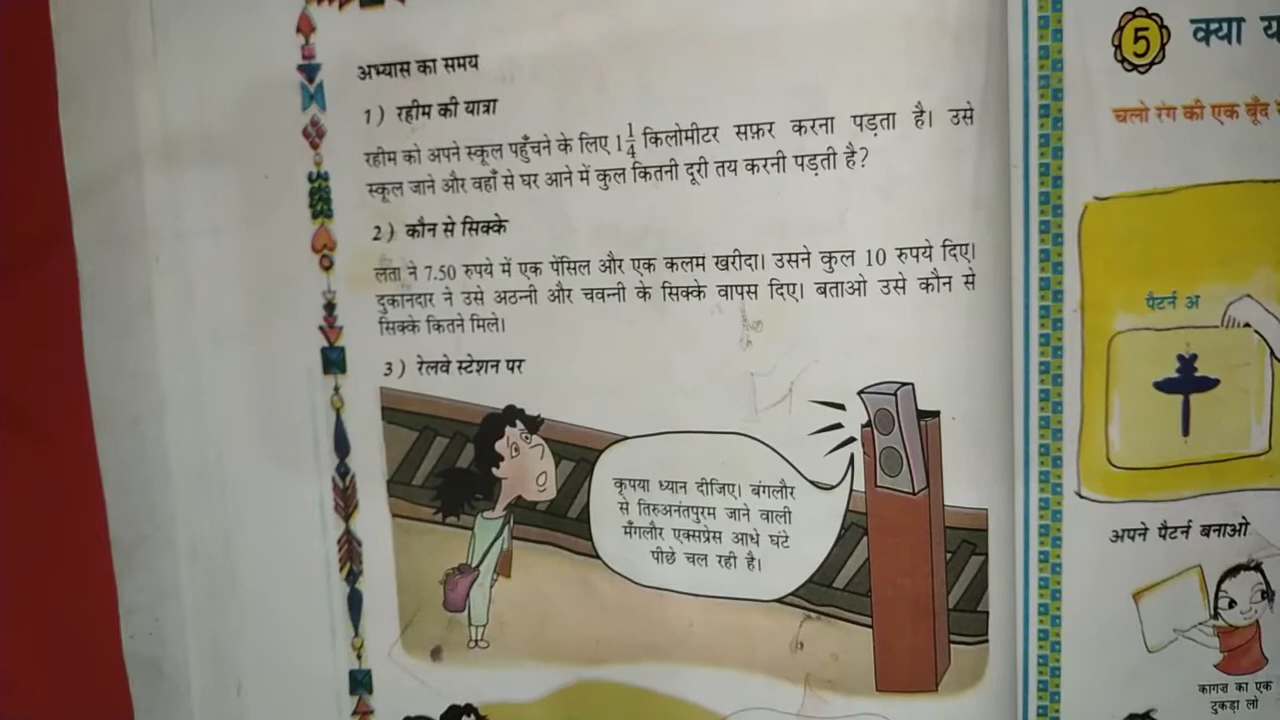 अभ्यास का समय
1) रहीम की यात्रा
रहीम को अपने स्कूल पहुँचने के लिए 1 1/4 किलोमीटर सफ़र करना पड़ता है। उसे
स्कूल जाने और वहाँ से घर आने में कुल कितनी दूरी तय करनी पड़ती है?
2) कौन से सिक्के
लता ने 7.50 रुपये में एक पेंसिल और एक कलम खरीदा। उसने कुल 10 रुपये दिए।
दुकानदार ने उसे अठन्नी और चवन्नी के सिक्के वापस दिए। बताओ उसे कौन से
सिक्के कितने मिले।
3) रेलवे स्टेशन पर
कृपया ध्यान दीजिए। बंगलौर
से तिरुअनंतपुरम जाने वाली
मैंगलौर एक्सप्रेस आधे घंटे
पीछे चल रही है।
5 क्या
चलो रंग की एक बूँद
पैटर्न अ
अपने पैटर्न बनाओ
कागज़ का एक
टुकड़ा लो